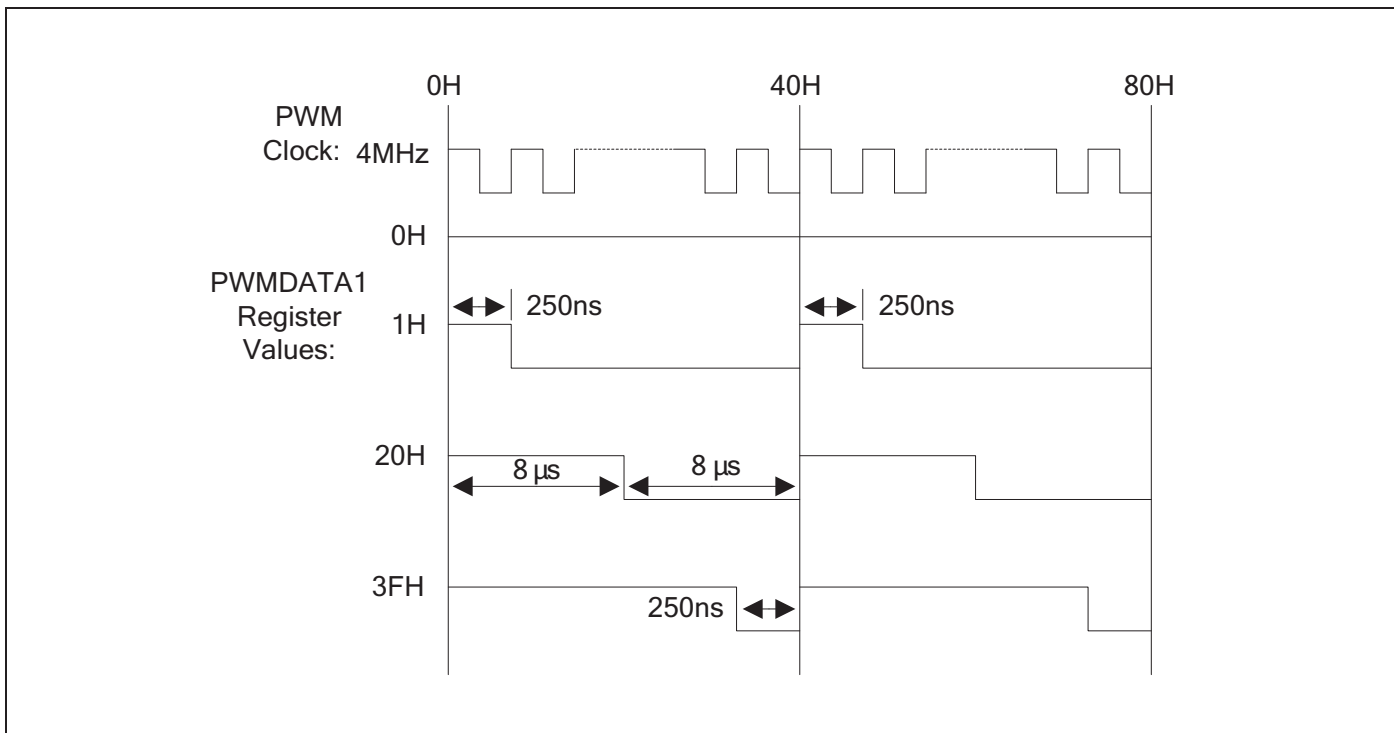 0H 40H 80H
PWM
Clock: 4MHz
0H
PWMDATA1
Register
Values:
250ns 250ns
1H
20H
8 µs 8 µs
3FH
250ns